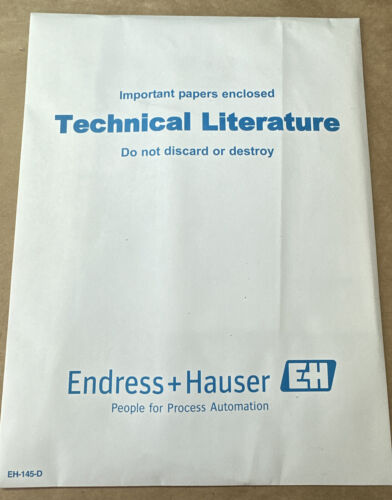 Important papers enclosed
Technical Literature
Do not discard or destroy
Endress+Hauser EH
People for Process Automation
EH-145-D